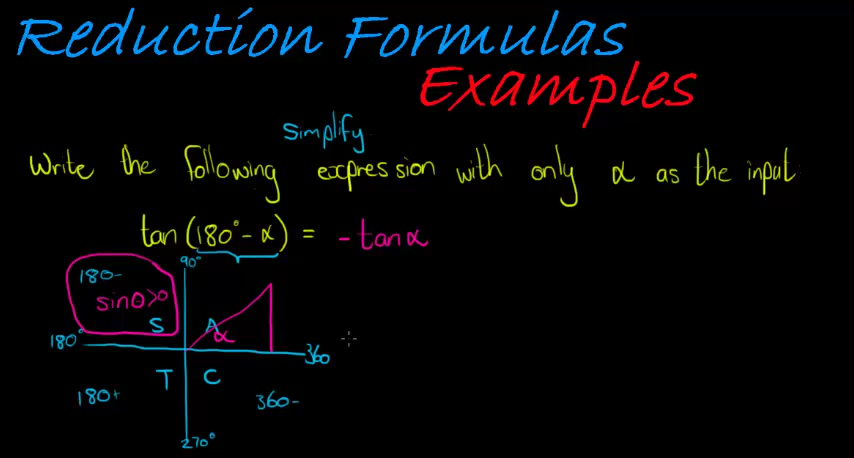 Reduction Formulas
Examples
Simplify
Write the following expression with only α as the input
tan(180° - α) = - tanα
90°
180-
sinθ>0
S A
α
180° 360
T C
180+ 360-
270°